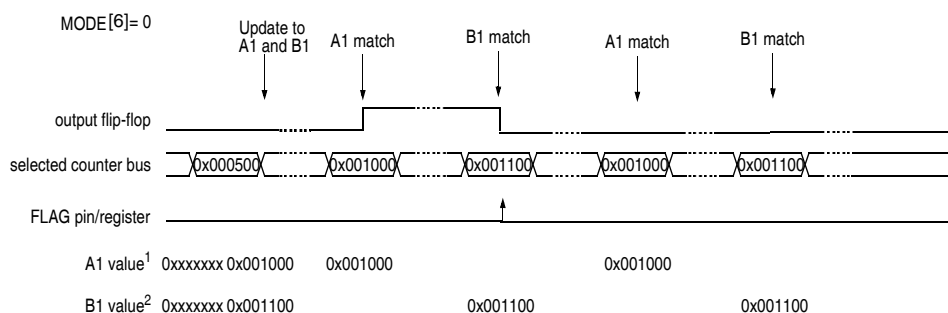 MODE[6]= 0
Update to
A1 and B1
A1 match
B1 match
A1 match
B1 match
output flip-flop
selected counter bus 0x000500 0x001000 0x001100 0x001000 0x001100
FLAG pin/register
A1 value1 0xxxxxxx 0x001000 0x001000 0x001000
B1 value2 0xxxxxxx 0x001100 0x001100 0x001100